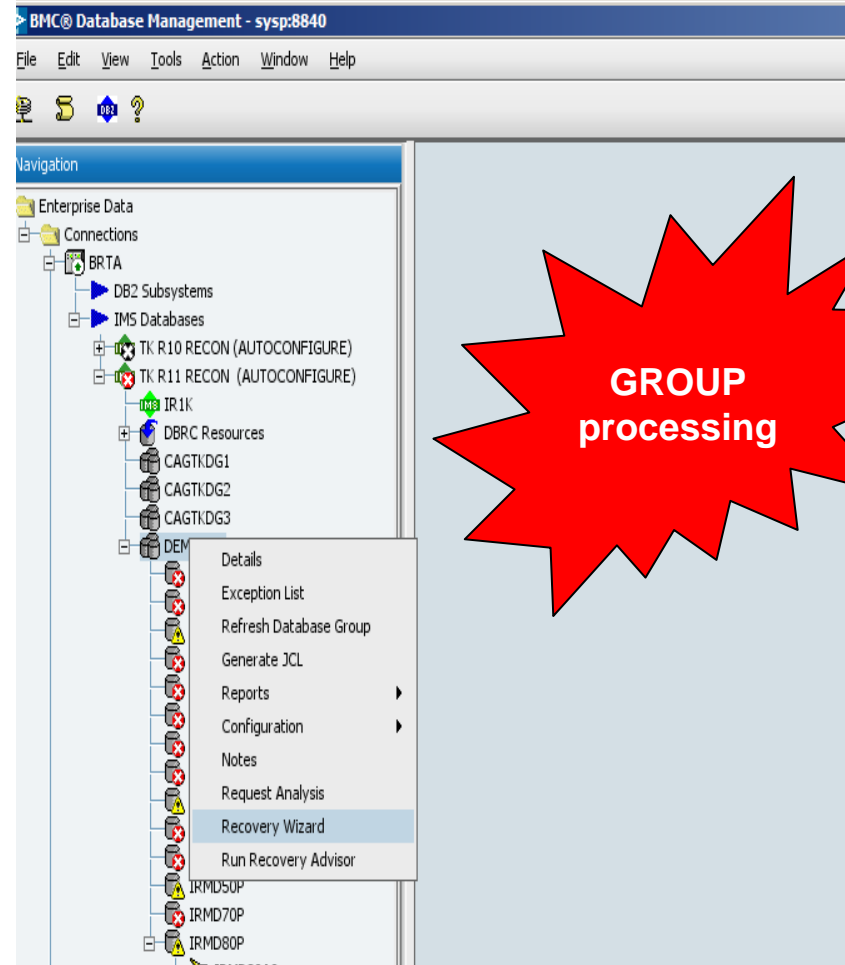 BMC® Database Management - sysp:8840
File Edit View Tools Action Window Help
DB2
Navigation
Enterprise Data
Connections
BRTA
DB2 Subsystems
IMS Databases
TK R10 RECON (AUTOCONFIGURE)
TK R11 RECON (AUTOCONFIGURE)
IMS IR1K
DBRC Resources
CAGTKDG1
CAGTKDG2
CAGTKDG3
Details
Exception List
Refresh Database Group
Generate JCL
Reports
Configuration
Notes
Request Analysis
Recovery Wizard
Run Recovery Advisor
IRMD50P
IRMD70P
IRMD80P
GROUP
processing